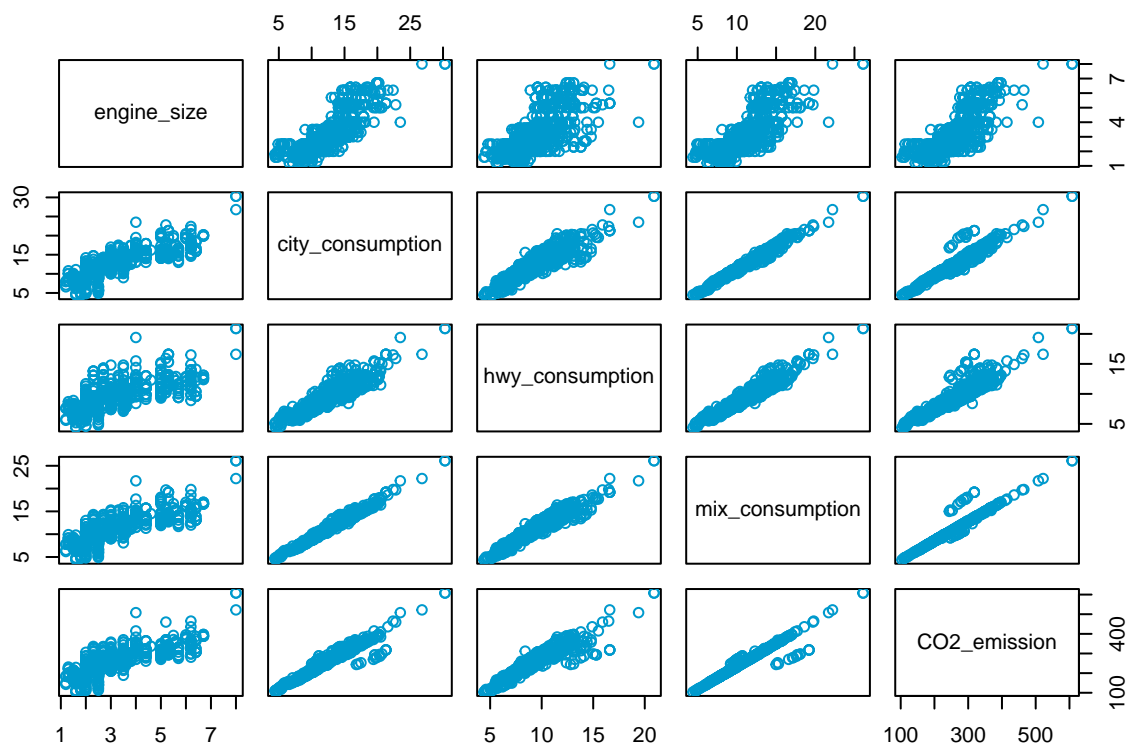 5 15 25 5 10 20
engine_size
1 4 7
5 15 30
city_consumption
hwy_consumption
5 15
5 15 25
mix_consumption
CO2_emission
100 400
1 3 5 7 5 10 15 20 100 300 500